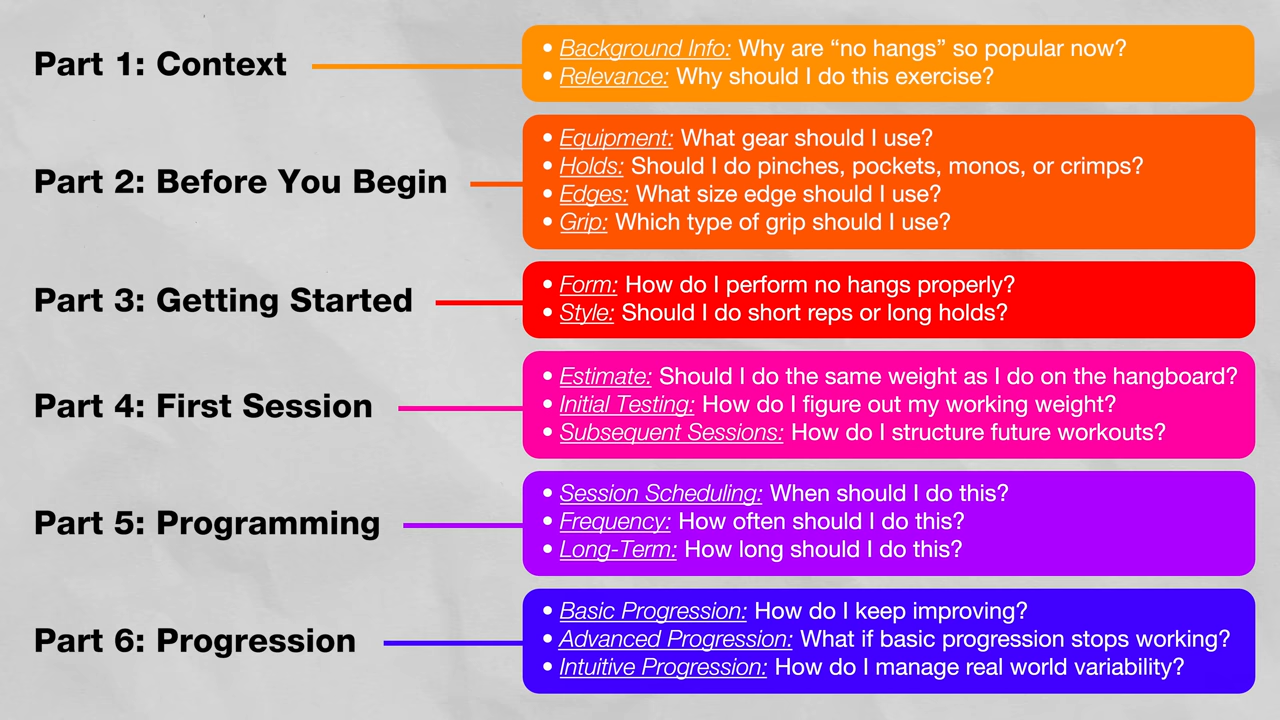 Part 1: Context
• Background Info: Why are “no hangs” so popular now?
• Relevance: Why should I do this exercise?
Part 2: Before You Begin
• Equipment: What gear should I use?
• Holds: Should I do pinches, pockets, monos, or crimps?
• Edges: What size edge should I use?
• Grip: Which type of grip should I use?
Part 3: Getting Started
• Form: How do I perform no hangs properly?
• Style: Should I do short reps or long holds?
Part 4: First Session
• Estimate: Should I do the same weight as I do on the hangboard?
• Initial Testing: How do I figure out my working weight?
• Subsequent Sessions: How do I structure future workouts?
Part 5: Programming
• Session Scheduling: When should I do this?
• Frequency: How often should I do this?
• Long-Term: How long should I do this?
Part 6: Progression
• Basic Progression: How do I keep improving?
• Advanced Progression: What if basic progression stops working?
• Intuitive Progression: How do I manage real world variability?